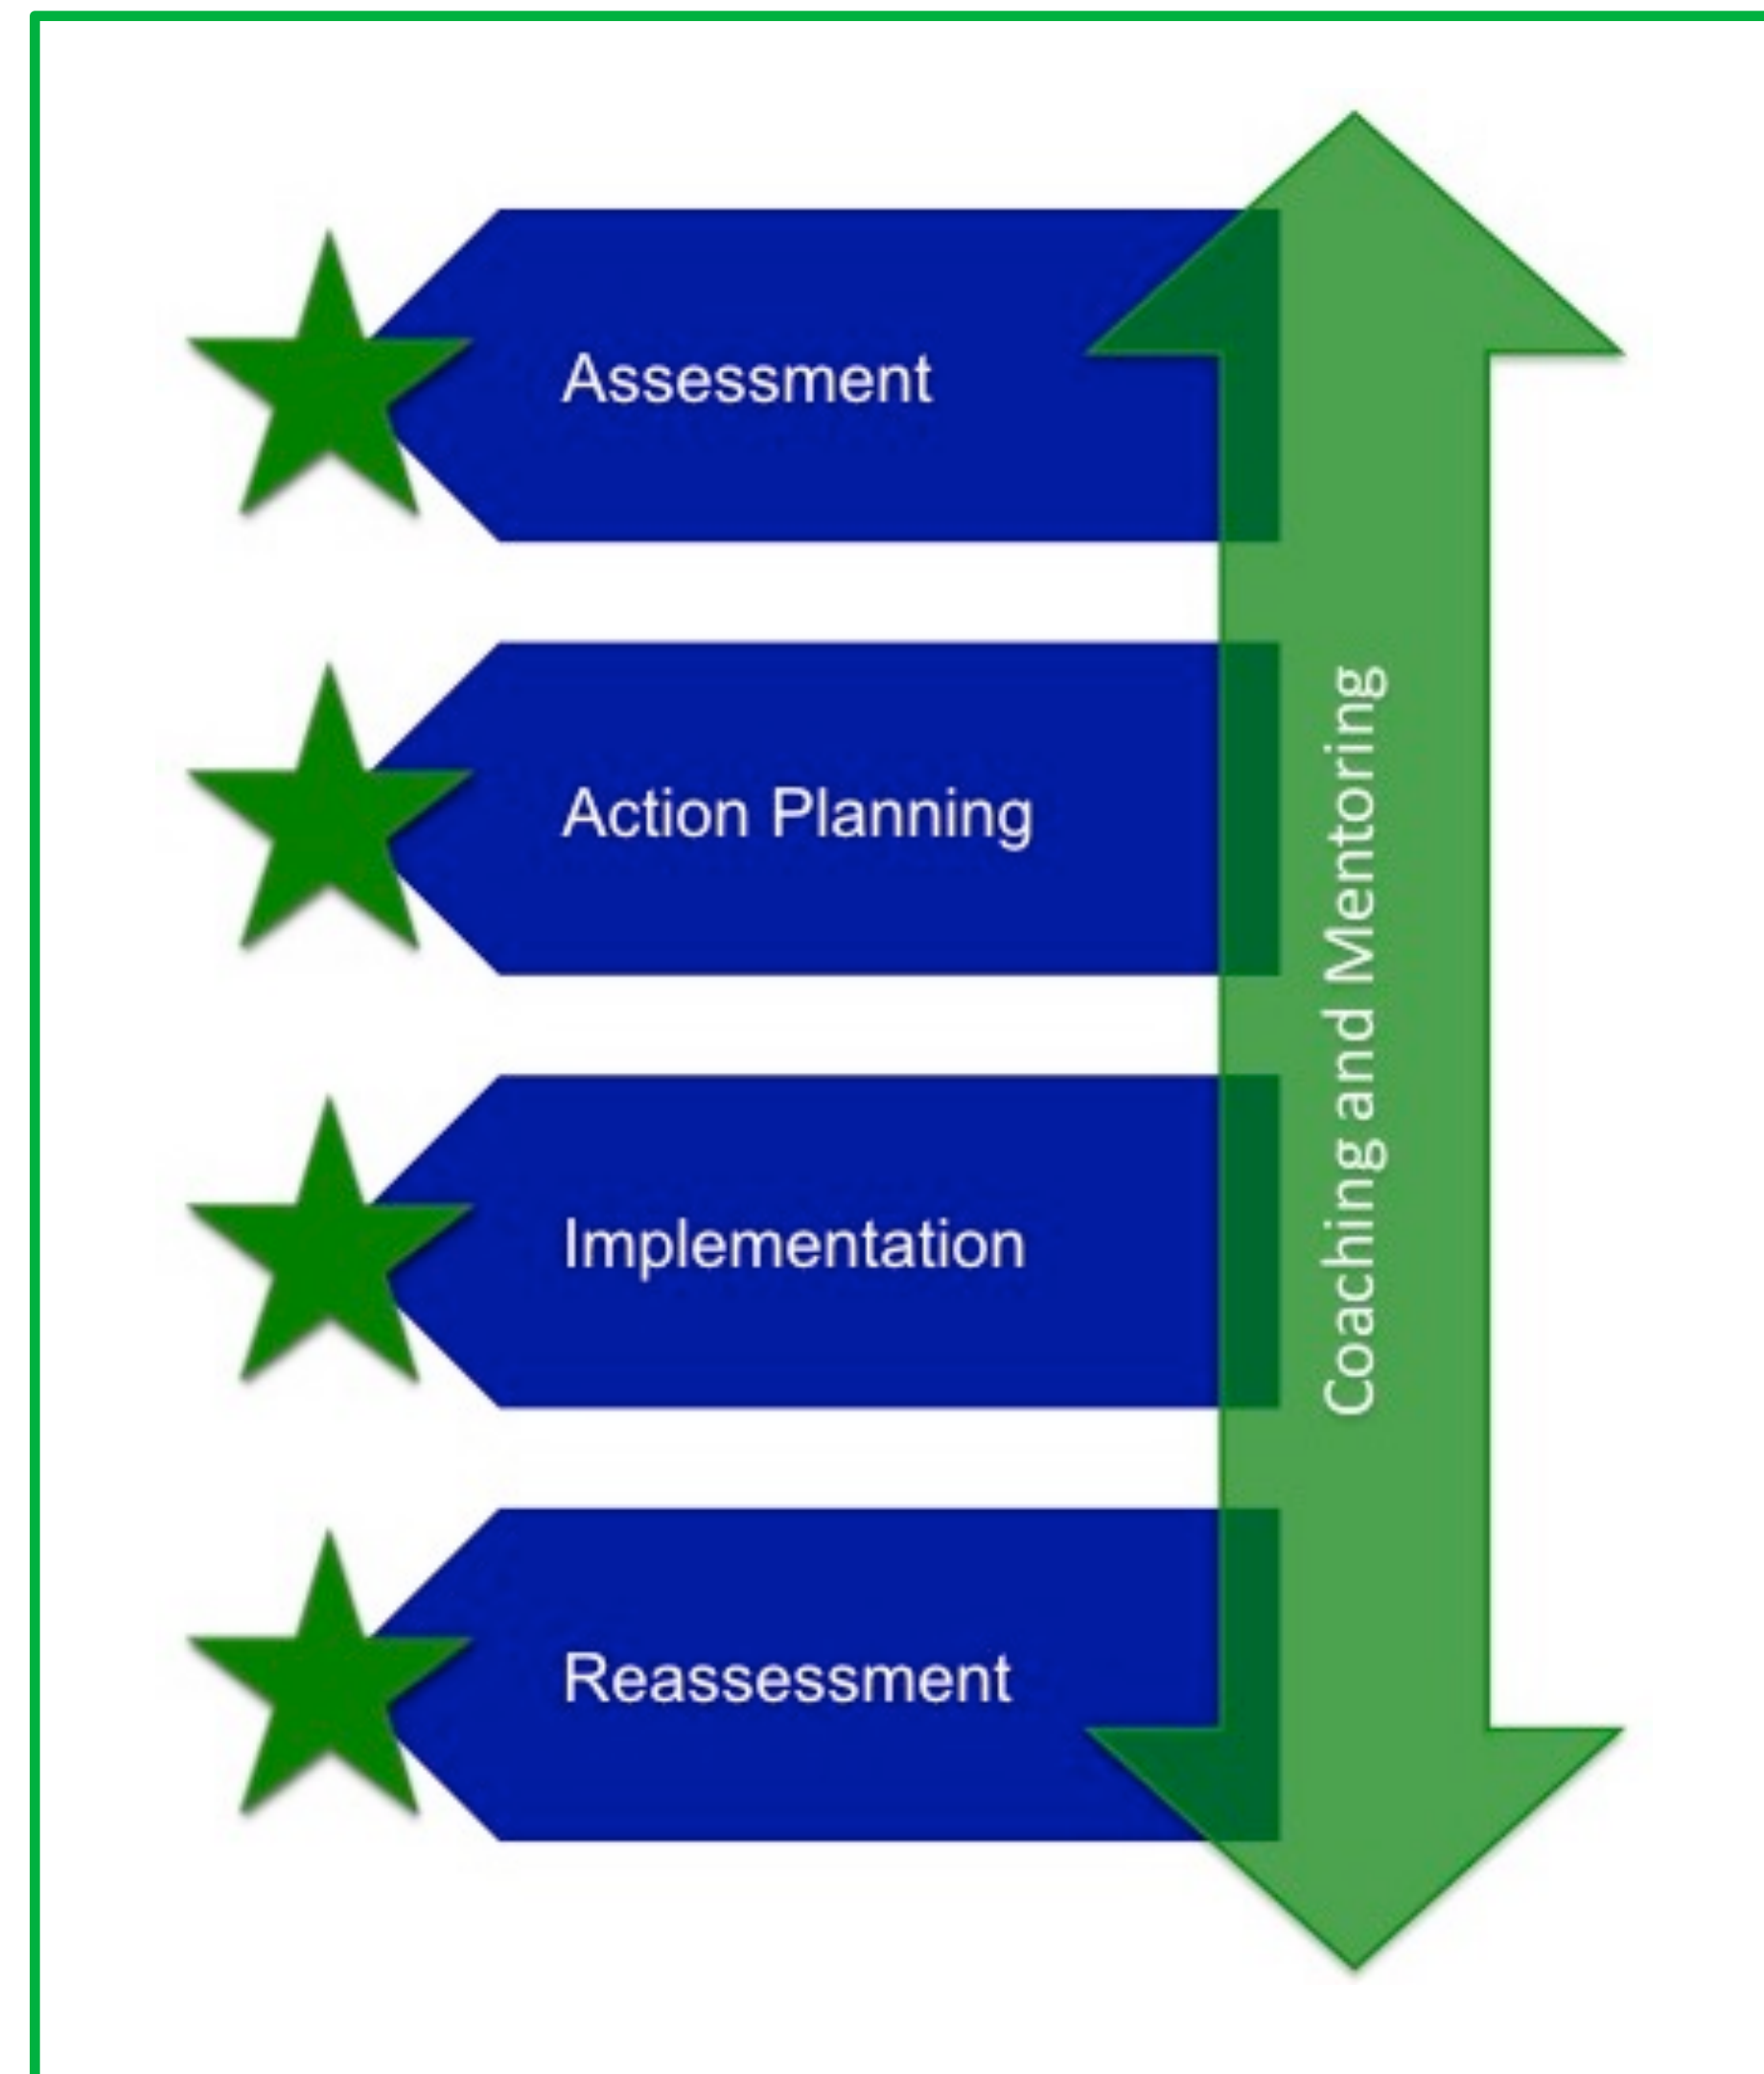 Assessment
Action Planning
Implementation
Reassessment
Coaching and Mentoring